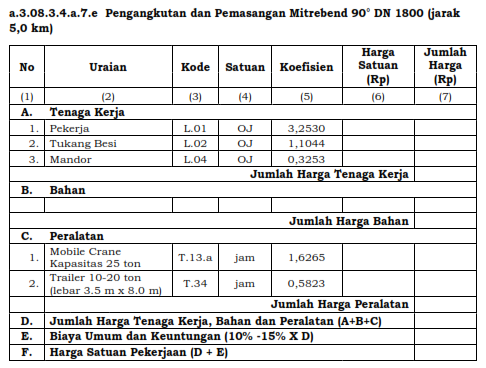 a.3.08.3.4.a.7.e Pengangkutan dan Pemasangan Mitrebend 90° DN 1800 (jarak
5,0 km)
No Uraian Kode Satuan Koefisien Harga Satuan (Rp) Jumlah Harga (Rp)
(1) (2) (3) (4) (5) (6) (7)
A. Tenaga Kerja
1. Pekerja L.01 OJ 3,2530
2. Tukang Besi L.02 OJ 1,1044
3. Mandor L.04 OJ 0,3253
Jumlah Harga Tenaga Kerja
B. Bahan
Jumlah Harga Bahan
C. Peralatan
1. Mobile Crane Kapasitas 25 ton T.13.a jam 1,6265
2. Trailer 10-20 ton (lebar 3.5 m x 8.0 m) T.34 jam 0,5823
Jumlah Harga Peralatan
D. Jumlah Harga Tenaga Kerja, Bahan dan Peralatan (A+B+C)
E. Biaya Umum dan Keuntungan (10% -15% X D)
F. Harga Satuan Pekerjaan (D + E)